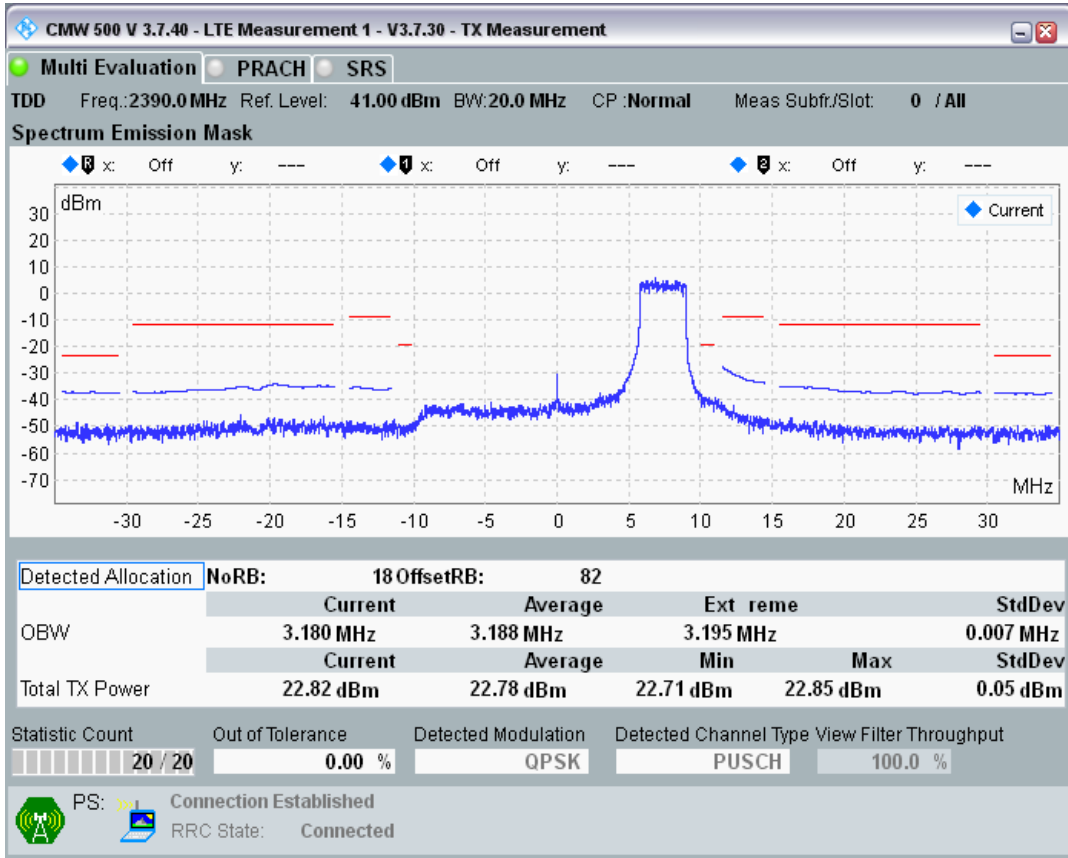 CMW 500 V 3.7.40 - LTE Measurement 1 - V3.7.30 - TX Measurement
Multi Evaluation PRACH SRS
TDD Freq.:2390.0 MHz Ref. Level: 41.00 dBm BW:20.0 MHz CP :Normal Meas Subfr./Slot: 0 / All
Spectrum Emission Mask
R x: Off y: --- 1 x: Off y: --- 2 x: Off y: ---
dBm
Current
30
20
10
0
-10
-20
-30
-40
-50
-60
-70
MHz
-30 -25 -20 -15 -10 -5 0 5 10 15 20 25 30
Detected Allocation NoRB: 18 OffsetRB: 82
Current Average Ext reme StdDev
OBW 3.180 MHz 3.188 MHz 3.195 MHz 0.007 MHz
Current Average Min Max StdDev
Total TX Power 22.82 dBm 22.78 dBm 22.71 dBm 22.85 dBm 0.05 dBm
Statistic Count Out of Tolerance Detected Modulation Detected Channel Type View Filter Throughput
20 / 20 0.00 % QPSK PUSCH 100.0 %
PS: Connection Established
RRC State: Connected